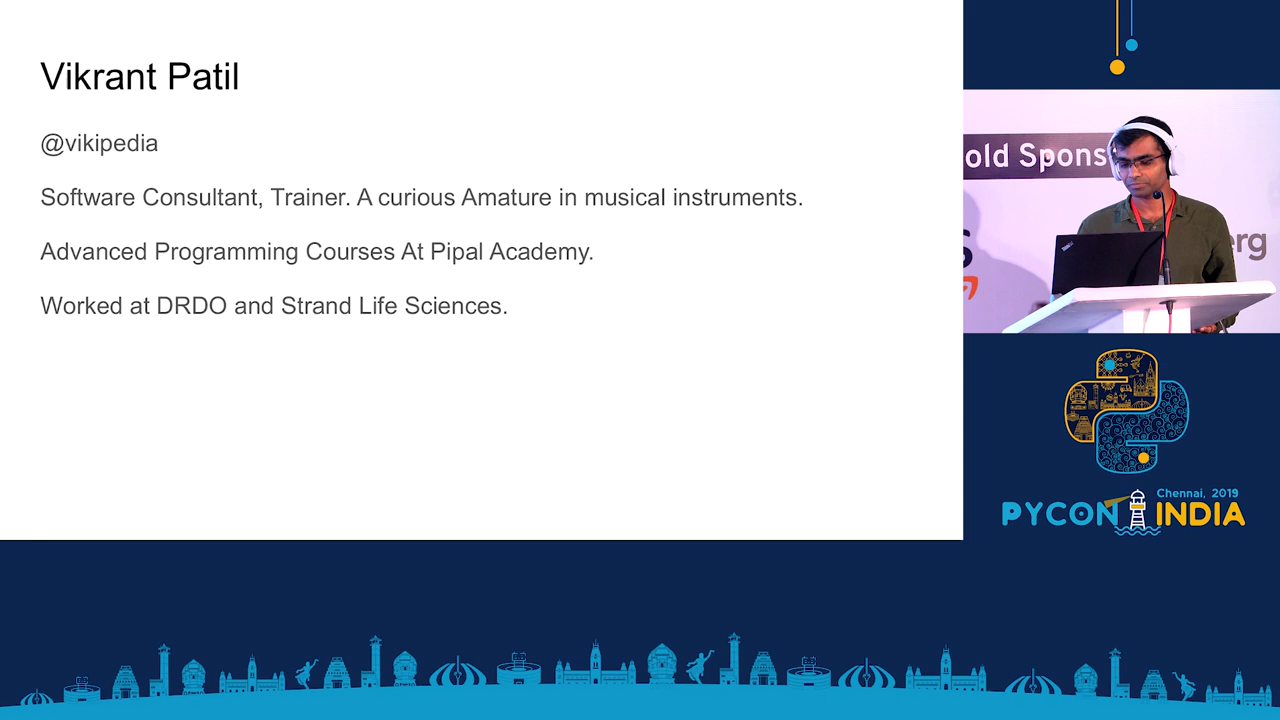 Vikrant Patil
@vikipedia
Software Consultant, Trainer. A curious Amature in musical instruments.
Advanced Programming Courses At Pipal Academy.
Worked at DRDO and Strand Life Sciences.
old Spons
erg
Chennai, 2019
PYCON INDIA